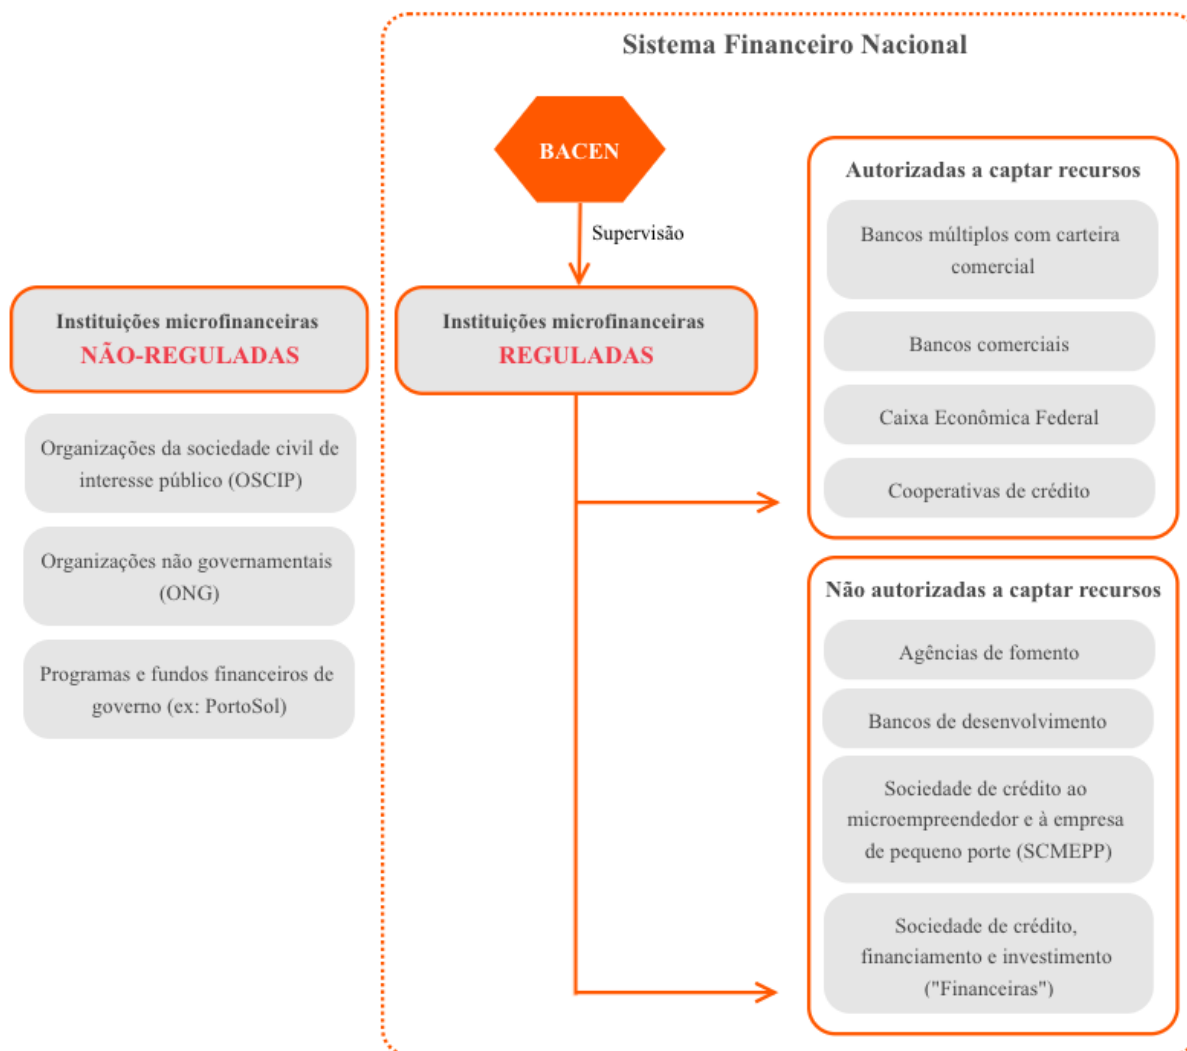 Sistema Financeiro Nacional
BACEN
Supervisão
Instituições microfinanceiras
NÃO-REGULADAS
Organizações da sociedade civil de
interesse público (OSCIP)
Organizações não governamentais
(ONG)
Programas e fundos financeiros de
governo (ex: PortoSol)
Instituições microfinanceiras
REGULADAS
Autorizadas a captar recursos
Bancos múltiplos com carteira
comercial
Bancos comerciais
Caixa Econômica Federal
Cooperativas de crédito
Não autorizadas a captar recursos
Agências de fomento
Bancos de desenvolvimento
Sociedade de crédito ao
microempreendedor e à empresa
de pequeno porte (SCMEPP)
Sociedade de crédito,
financiamento e investimento
("Financeiras")